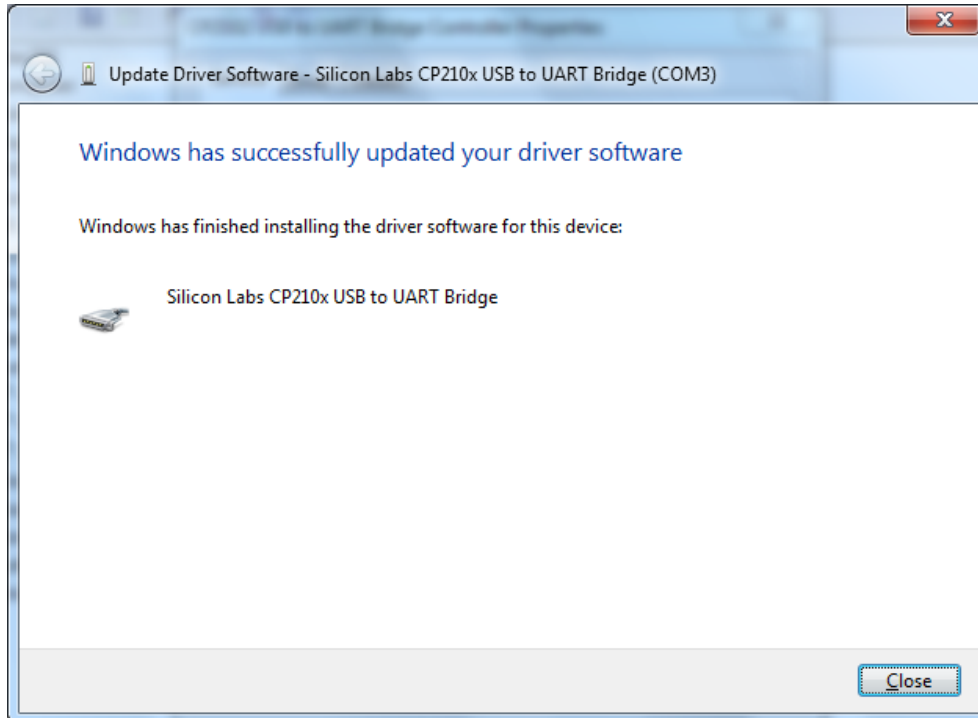 Update Driver Software - Silicon Labs CP210x USB to UART Bridge (COM3)
Windows has successfully updated your driver software
Windows has finished installing the driver software for this device:
Silicon Labs CP210x USB to UART Bridge
Close